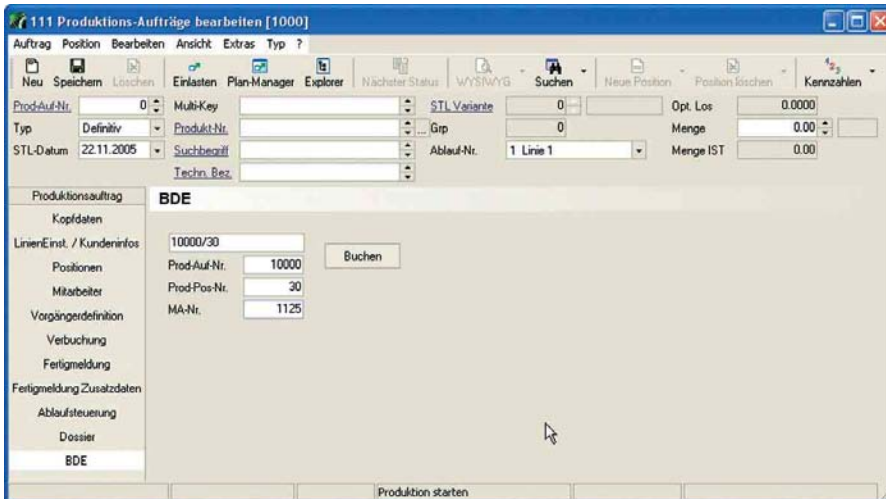 111 Produktions-Aufträge bearbeiten [1000]
Auftrag Position Bearbeiten Ansicht Extras Typ ?
Neu Speichern Löschen Einlasten Plan-Manager Explorer Nächster Status WYSIWYG Suchen Neue Position Position löschen Kennzahlen
Prod-Auf-Nr. 0 Multi-Key STL Variante 0 Opt. Los 0.0000
Typ Definitiv Produkt-Nr. ... Grp 0 Menge 0.00
STL-Datum 22.11.2005 Suchbegriff Ablauf-Nr. 1 Linie 1 Menge IST 0.00
Techn. Bez.
Produktionsauftrag BDE
Kopfdaten
LinienEinst. / Kundeninfos 10000/30
Buchen
Positionen Prod-Auf-Nr. 10000
Mitarbeiter Prod-Pos-Nr. 30
Vorgängerdefinition MA-Nr. 1125
Verbuchung
Fertigmeldung
Fertigmeldung Zusatzdaten
Ablaufsteuerung
Dossier
BDE
Produktion starten